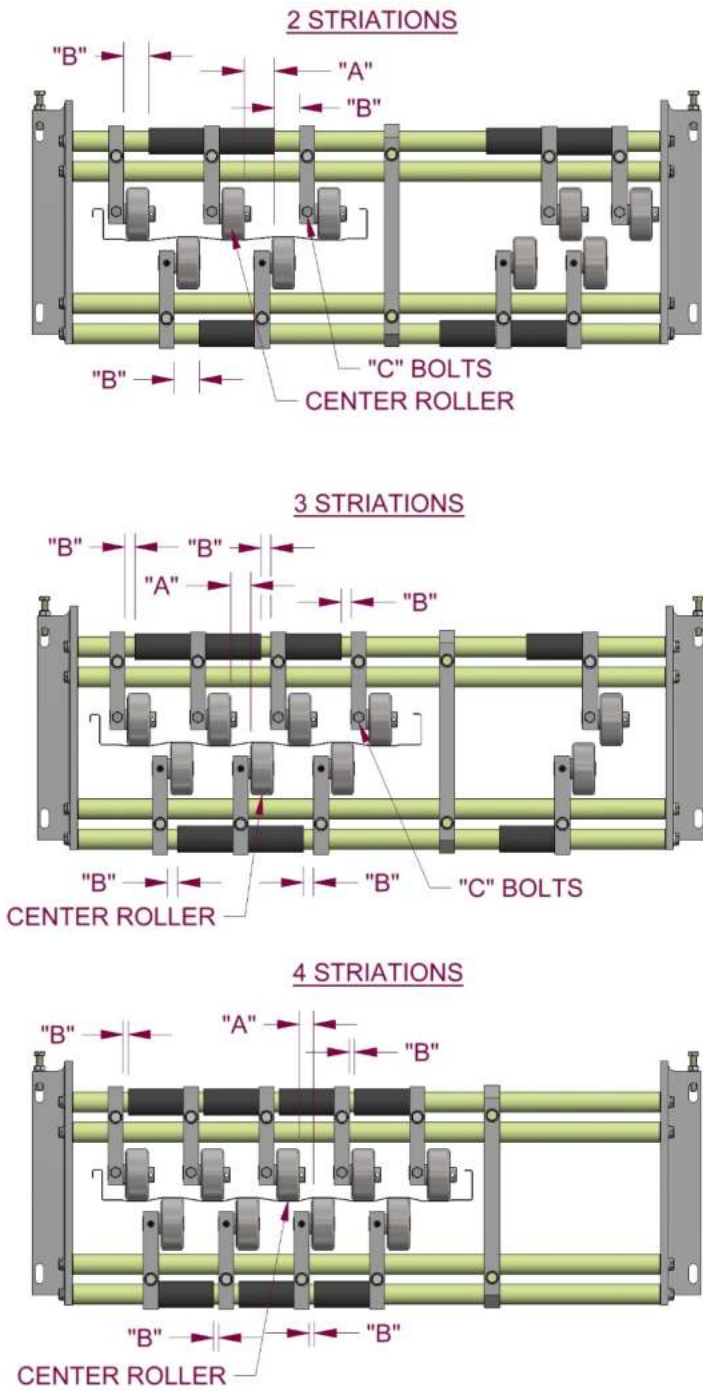 2 STRIATIONS
"B"
"A"
"B"
"B"
"C" BOLTS
CENTER ROLLER
3 STRIATIONS
"B"
"B"
"A"
"B"
"B"
"B"
"C" BOLTS
CENTER ROLLER
4 STRIATIONS
"B"
"A"
"B"
"B"
"B"
CENTER ROLLER